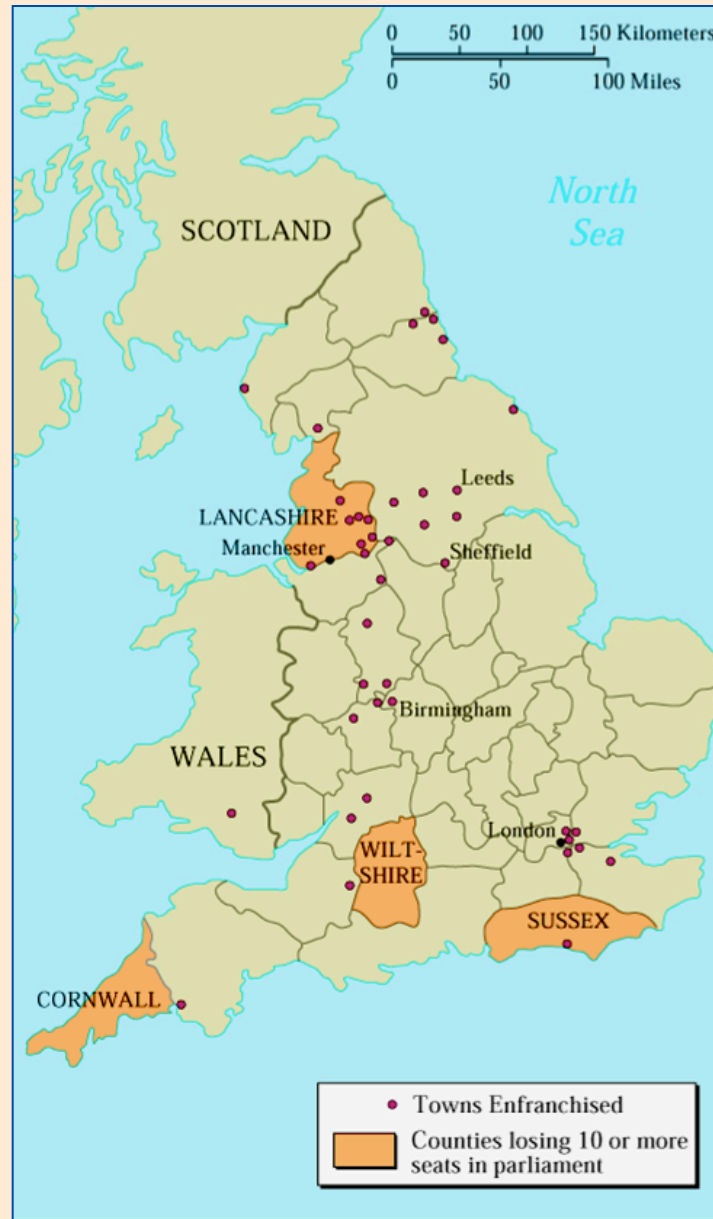 0 50 100 150 Kilometers
0 50 100 Miles
North
Sea
SCOTLAND
Leeds
LANCASHIRE
Manchester
Sheffield
Birmingham
WALES
London
WILT-
SHIRE
SUSSEX
CORNWALL
Towns Enfranchised
Counties losing 10 or more
seats in parliament